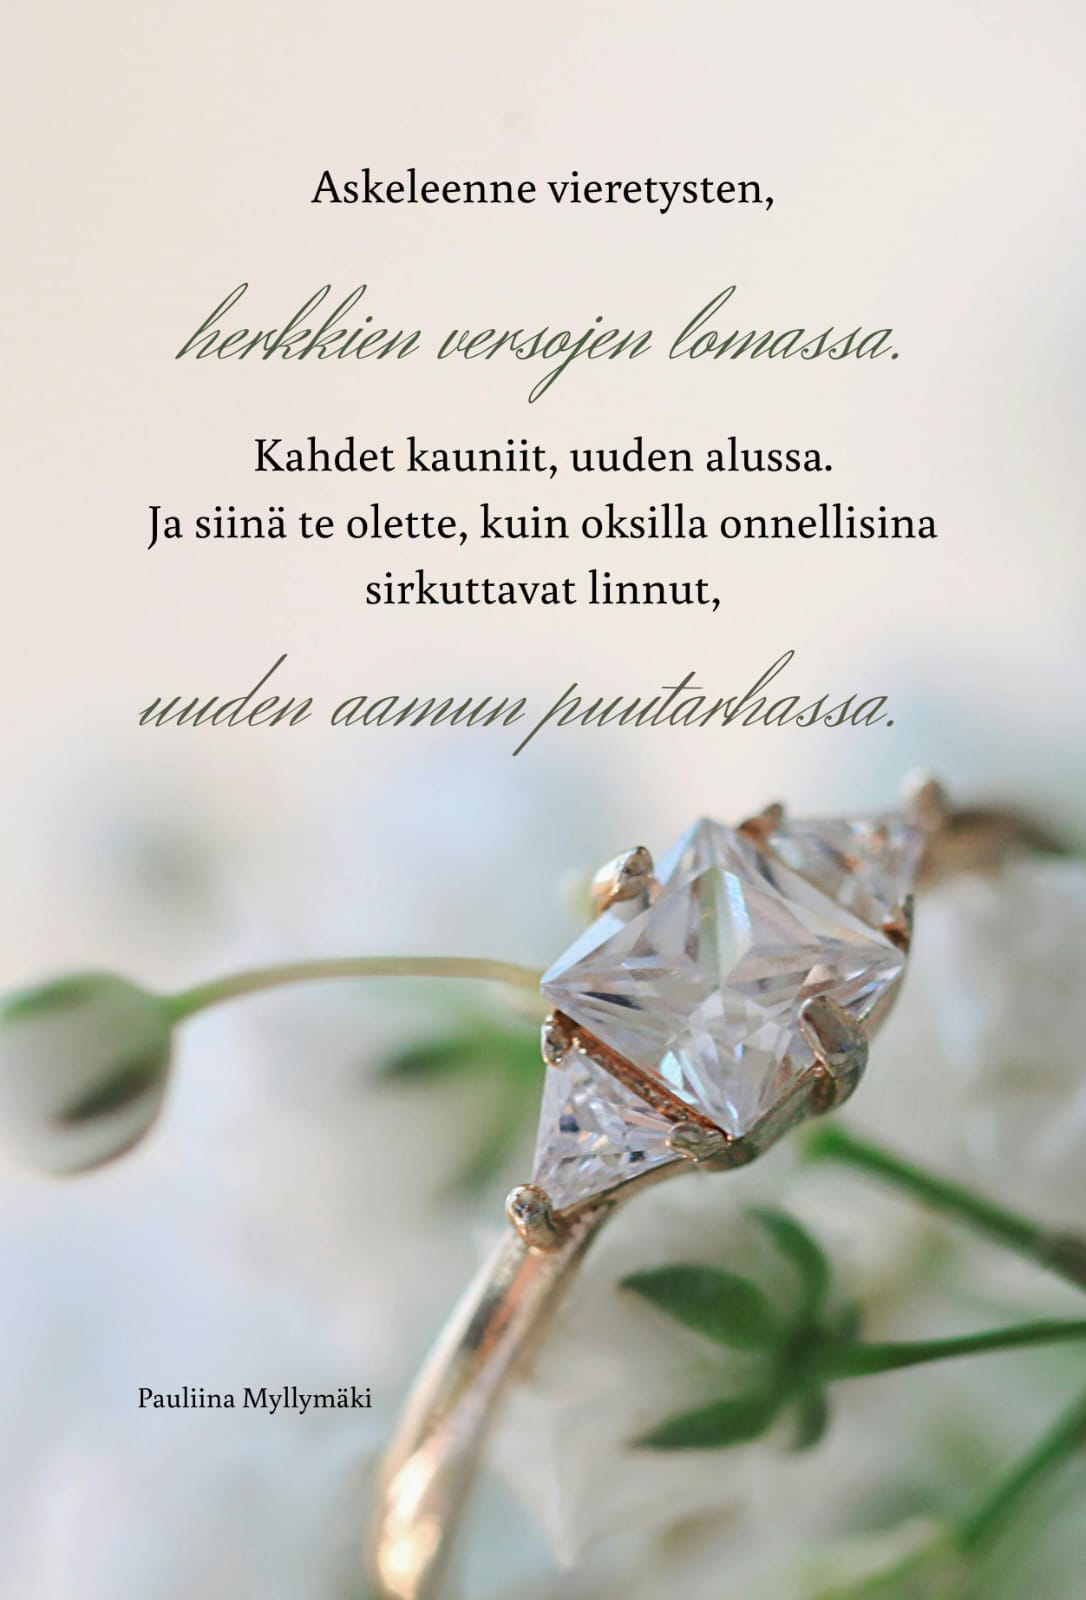 Askeleenne vieretysten,
herkkien versojen lomassa.
Kahdet kauniit, uuden alussa.
Ja siinä te olette, kuin oksilla onnellisina
sirkuttavat linnut,
uuden aamun puutarhassa.
Pauliina Myllymäki